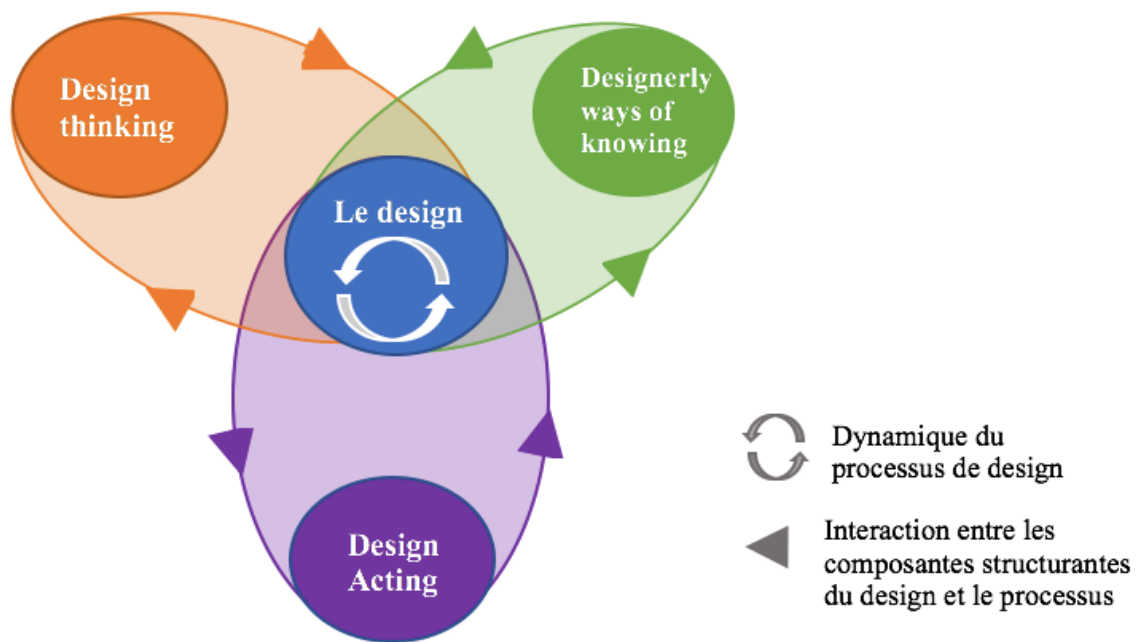 Design
thinking
Designerly
ways of
knowing
Le design
Design
Acting
Dynamique du
processus de design
Interaction entre les
composantes structurantes
du design et le processus